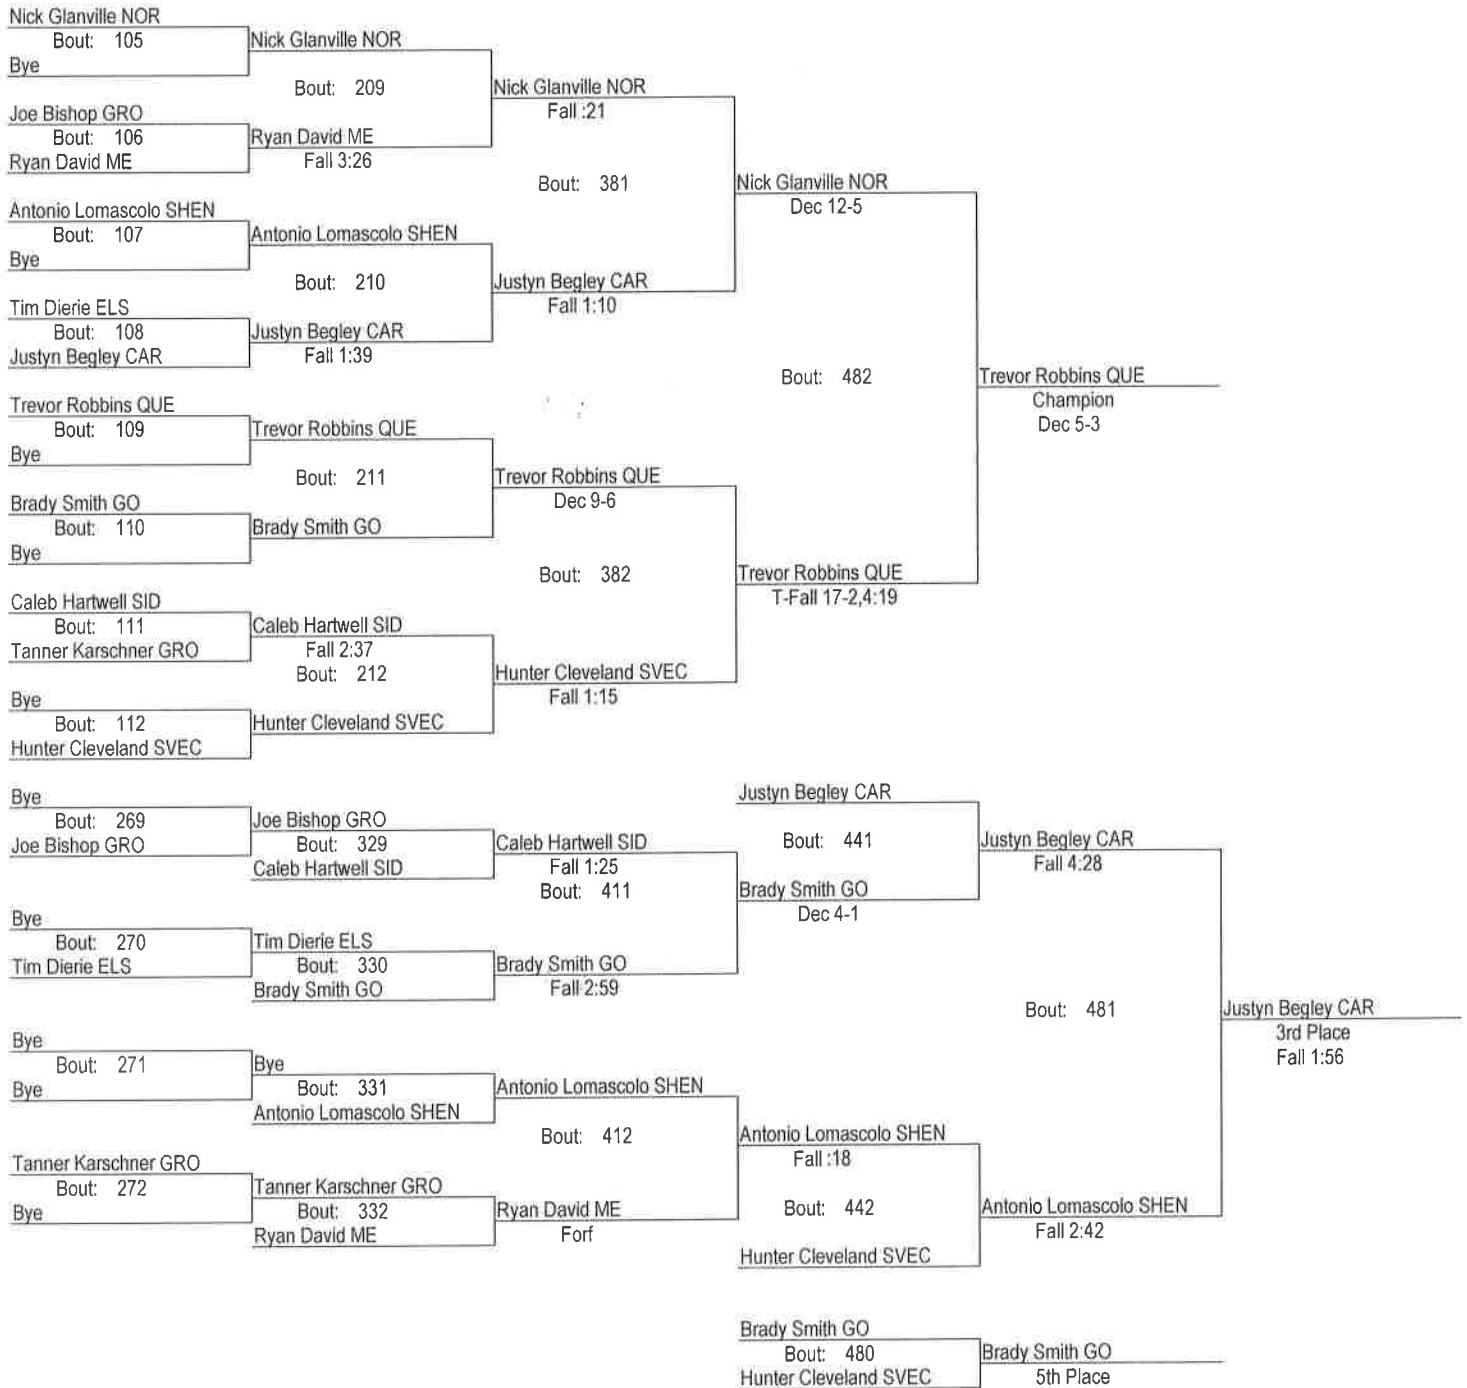 Nick Glanville NOR
Bout: 105
Bye
Nick Glanville NOR
Bout: 209
Joe Bishop GRO
Bout: 106
Ryan David ME
Ryan David ME
Fall 3:26
Nick Glanville NOR
Fall :21
Bout: 381
Antonio Lomascolo SHEN
Bout: 107
Bye
Antonio Lomascolo SHEN
Bout: 210
Tim Dierie ELS
Bout: 108
Justyn Begley CAR
Justyn Begley CAR
Fall 1:39
Justyn Begley CAR
Fall 1:10
Nick Glanville NOR
Dec 12-5
Bout: 482
Trevor Robbins QUE
Champion
Dec 5-3
Trevor Robbins QUE
Bout: 109
Bye
Trevor Robbins QUE
Bout: 211
Brady Smith GO
Bout: 110
Bye
Brady Smith GO
Trevor Robbins QUE
Dec 9-6
Bout: 382
Trevor Robbins QUE
T-Fall 17-2,4:19
Caleb Hartwell SID
Bout: 111
Tanner Karschner GRO
Caleb Hartwell SID
Fall 2:37
Bout: 212
Bye
Bout: 112
Hunter Cleveland SVEC
Hunter Cleveland SVEC
Hunter Cleveland SVEC
Fall 1:15
Bye
Bout: 269
Joe Bishop GRO
Joe Bishop GRO
Bout: 329
Caleb Hartwell SID
Caleb Hartwell SID
Fall 1:25
Bout: 411
Bye
Bout: 270
Tim Dierie ELS
Tim Dierie ELS
Bout: 330
Brady Smith GO
Brady Smith GO
Fall 2:59
Justyn Begley CAR
Bout: 441
Brady Smith GO
Dec 4-1
Justyn Begley CAR
Fall 4:28
Bout: 481
Justyn Begley CAR
3rd Place
Fall 1:56
Bye
Bout: 271
Bye
Bye
Bout: 331
Antonio Lomascolo SHEN
Antonio Lomascolo SHEN
Bout: 412
Tanner Karschner GRO
Bout: 272
Bye
Tanner Karschner GRO
Bout: 332
Ryan David ME
Ryan David ME
Forf
Antonio Lomascolo SHEN
Fall :18
Bout: 442
Hunter Cleveland SVEC
Antonio Lomascolo SHEN
Fall 2:42
Brady Smith GO
Bout: 480
Hunter Cleveland SVEC
Brady Smith GO
5th Place